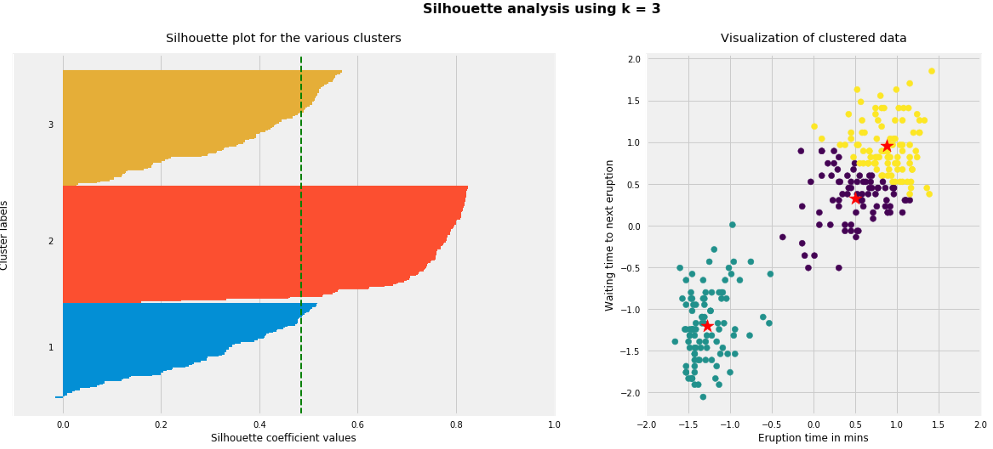 Silhouette analysis using k = 3
Silhouette plot for the various clusters
Cluster labels
3
2
1
0.0 0.2 0.4 0.6 0.8 1.0
Silhouette coefficient values
Visualization of clustered data
Waiting time to next eruption
2.0
1.5
1.0
0.5
0.0
−0.5
−1.0
−1.5
−2.0
−2.0 −1.5 −1.0 −0.5 0.0 0.5 1.0 1.5 2.0
Eruption time in mins